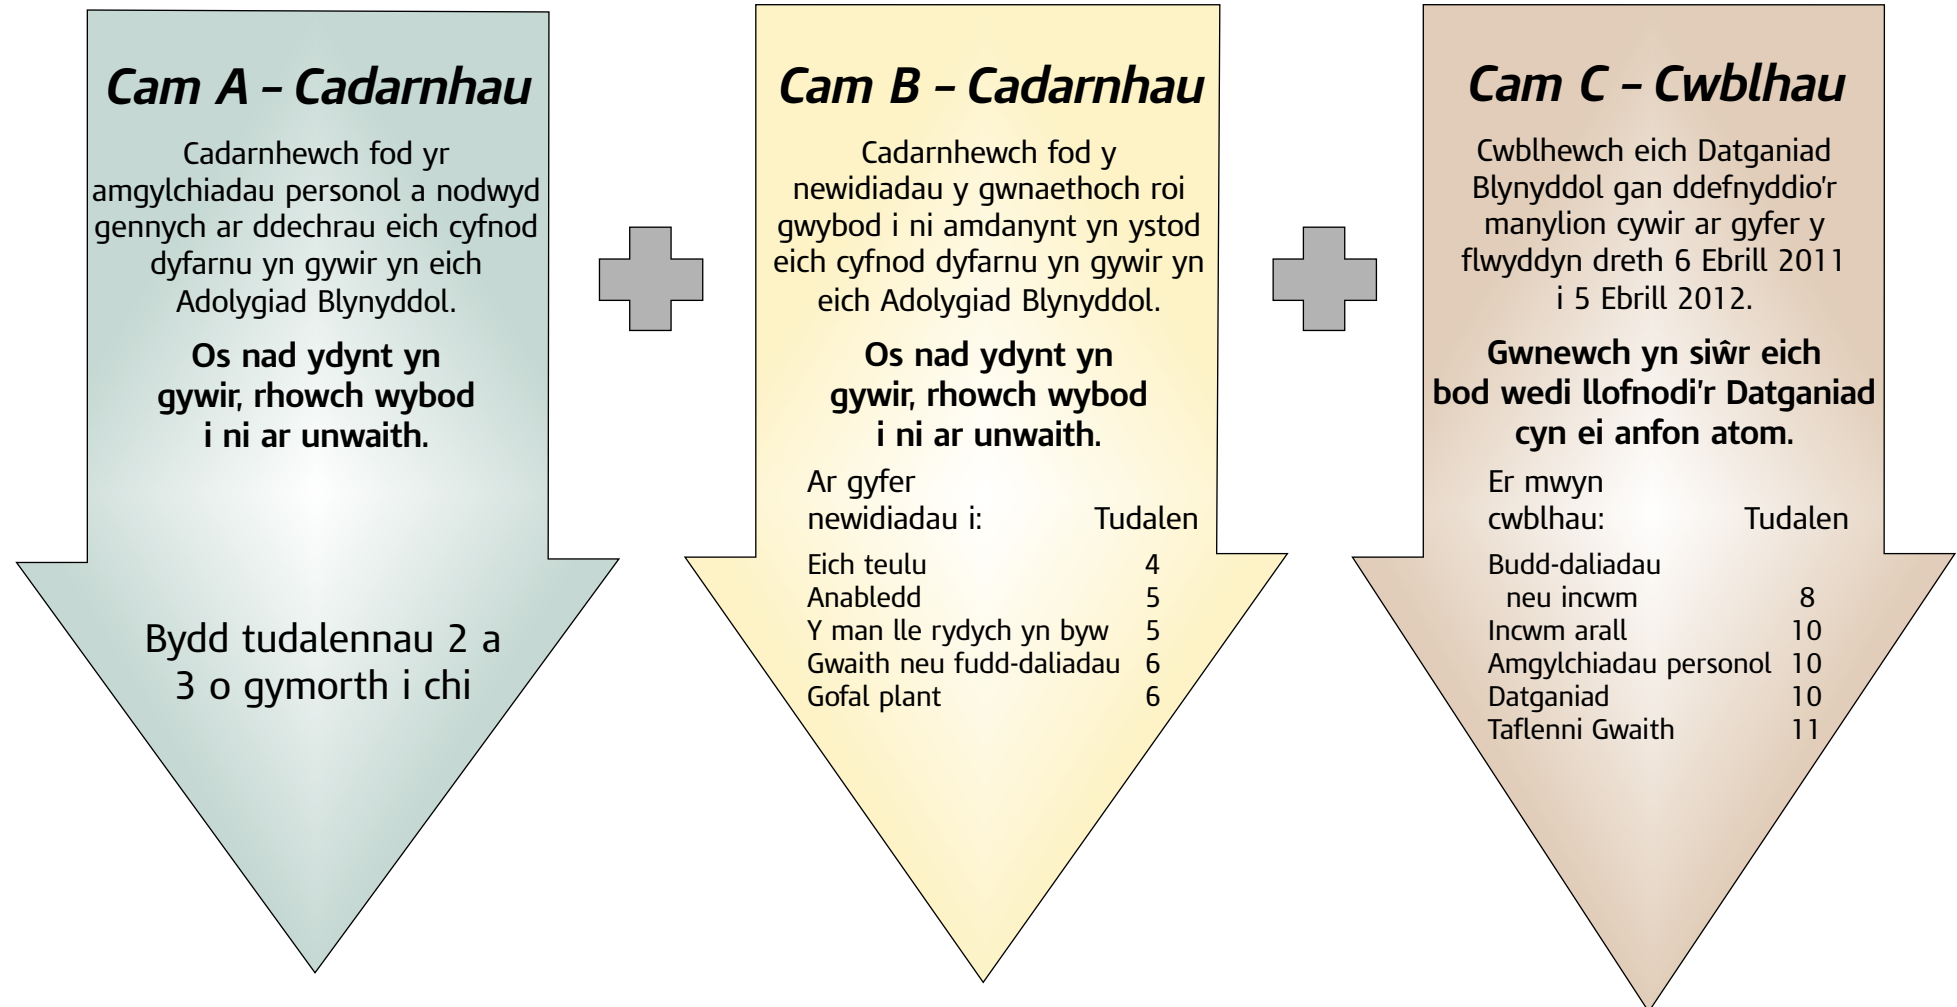 Cam A – Cadarnhau
Cadarnhewch fod yr
amgylchiadau personol a nodwyd
gennych ar ddechrau eich cyfnod
dyfarnu yn gywir yn eich
Adolygiad Blynyddol.
Os nad ydynt yn
gywir, rhowch wybod
i ni ar unwaith.
Bydd tudalennau 2 a
3 o gymorth i chi
Cam B – Cadarnhau
Cadarnhewch fod y
newidiadau y gwnaethoch roi
gwybod i ni amdanynt yn ystod
eich cyfnod dyfarnu yn gywir yn
eich Adolygiad Blynyddol.
Os nad ydynt yn
gywir, rhowch wybod
i ni ar unwaith.
Ar gyfer
newidiadau i: Tudalen
Eich teulu 4
Anabledd 5
Y man lle rydych yn byw 5
Gwaith neu fudd-daliadau 6
Gofal plant 6
Cam C – Cwblhau
Cwblhewch eich Datganiad
Blynyddol gan ddefnyddio'r
manylion cywir ar gyfer y
flwyddyn dreth 6 Ebrill 2011
i 5 Ebrill 2012.
Gwnewch yn siŵr eich
bod wedi llofnodi'r Datganiad
cyn ei anfon atom.
Er mwyn
cwblhau: Tudalen
Budd-daliadau
neu incwm 8
Incwm arall 10
Amgylchiadau personol 10
Datganiad 10
Taflenni Gwaith 11